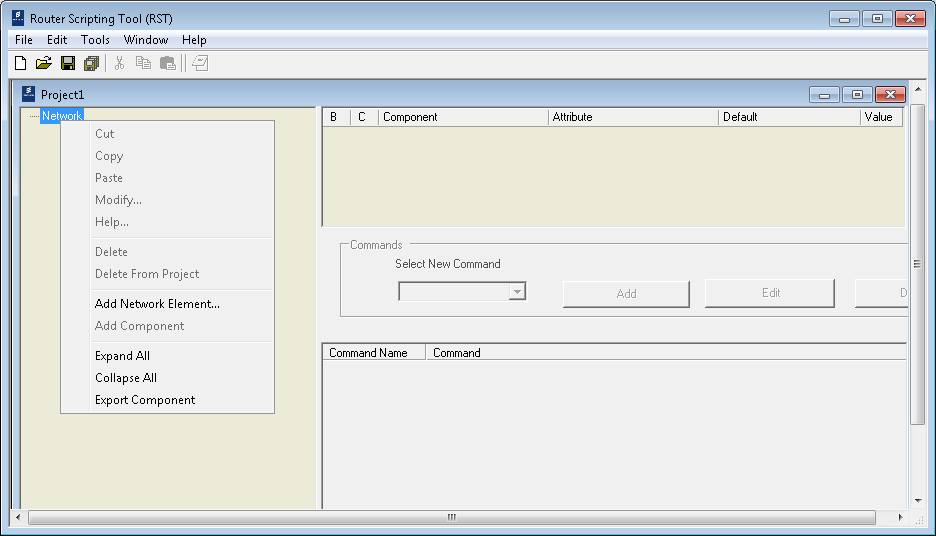 Router Scripting Tool (RST)
File Edit Tools Window Help
Project1
Network
B C Component Attribute Default Value
Cut
Copy
Paste
Modify...
Help...
Delete
Delete From Project
Add Network Element...
Add Component
Expand All
Collapse All
Export Component
Commands
Select New Command
Add Edit D
Command Name Command